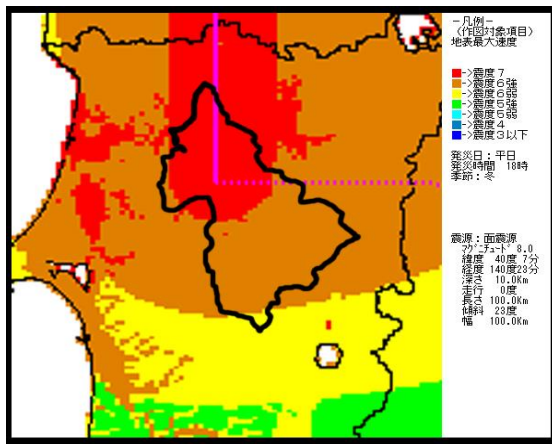 －凡例－
(作図対象項目)
地表最大速度
->震度7
->震度6強
->震度6弱
->震度5強
->震度5弱
->震度4
->震度3以下
発災日：平日
発災時間 18時
季節：冬
震源：面震源
マグニチュード 8.0
緯度 40度 7分
経度 140度23分
深さ 10.0Km
走行 0度
長さ 100.0Km
傾斜 23度
幅 100.0Km